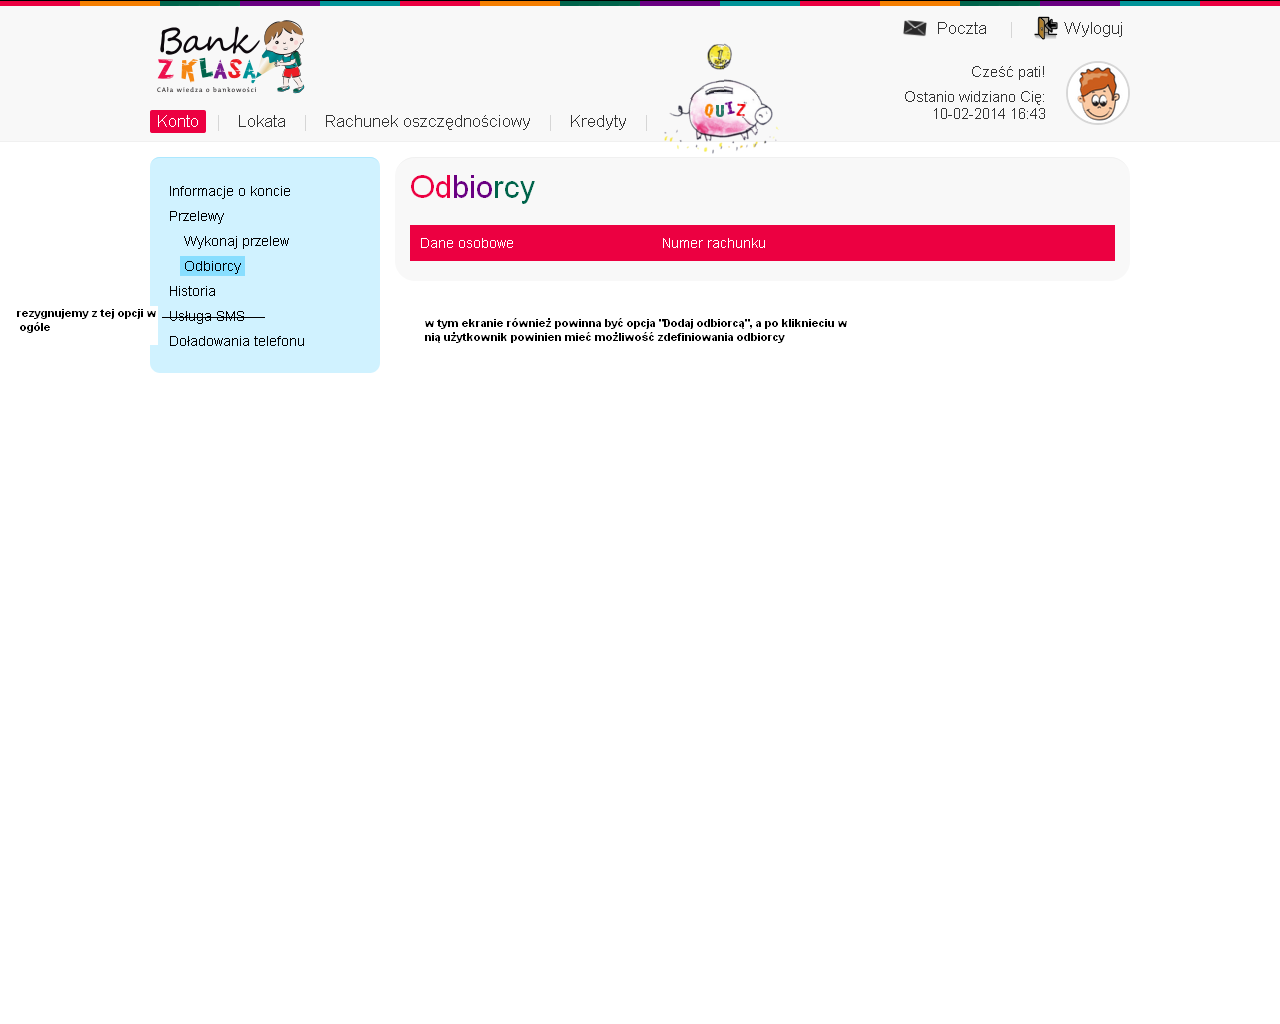 Bank
Z KLASĄ
CAła wiedza o bankowości
Poczta
Wyloguj
Cześć pati!
Ostanio widziano Cię:
10-02-2014 16:43
QUIZ
Konto
Lokata
Rachunek oszczędnościowy
Kredyty
Informacje o koncie
Przelewy
Wykonaj przelew
Odbiorcy
Historia
Usługa SMS
Doładowania telefonu
rezygnujemy z tej opcji w
ogóle
Odbiorcy
Dane osobowe
Numer rachunku
w tym ekranie również powinna być opcja "Dodaj odbiorcą", a po kliknieciu w
nią użytkownik powinien mieć możliwość zdefiniowania odbiorcy